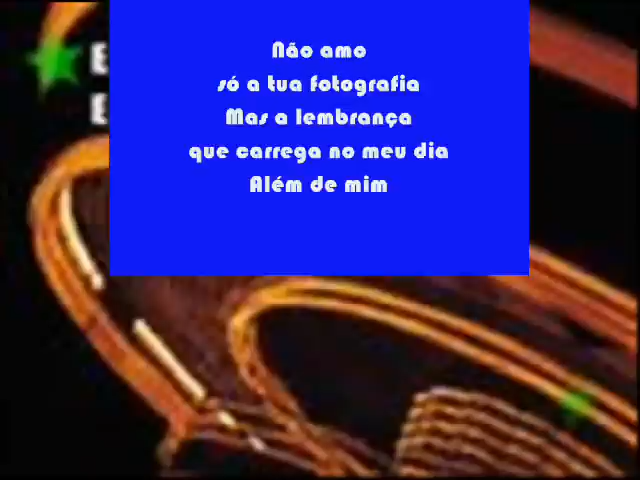 E
E
Não amo
só a tua fotografia
Mas a lembrança
que carrega no meu dia
Além de mim